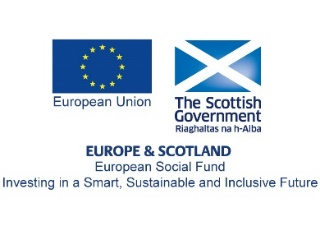 European Union
The Scottish
Government
Riaghaltas na h-Alba
EUROPE & SCOTLAND
European Social Fund
Investing in a Smart, Sustainable and Inclusive Future